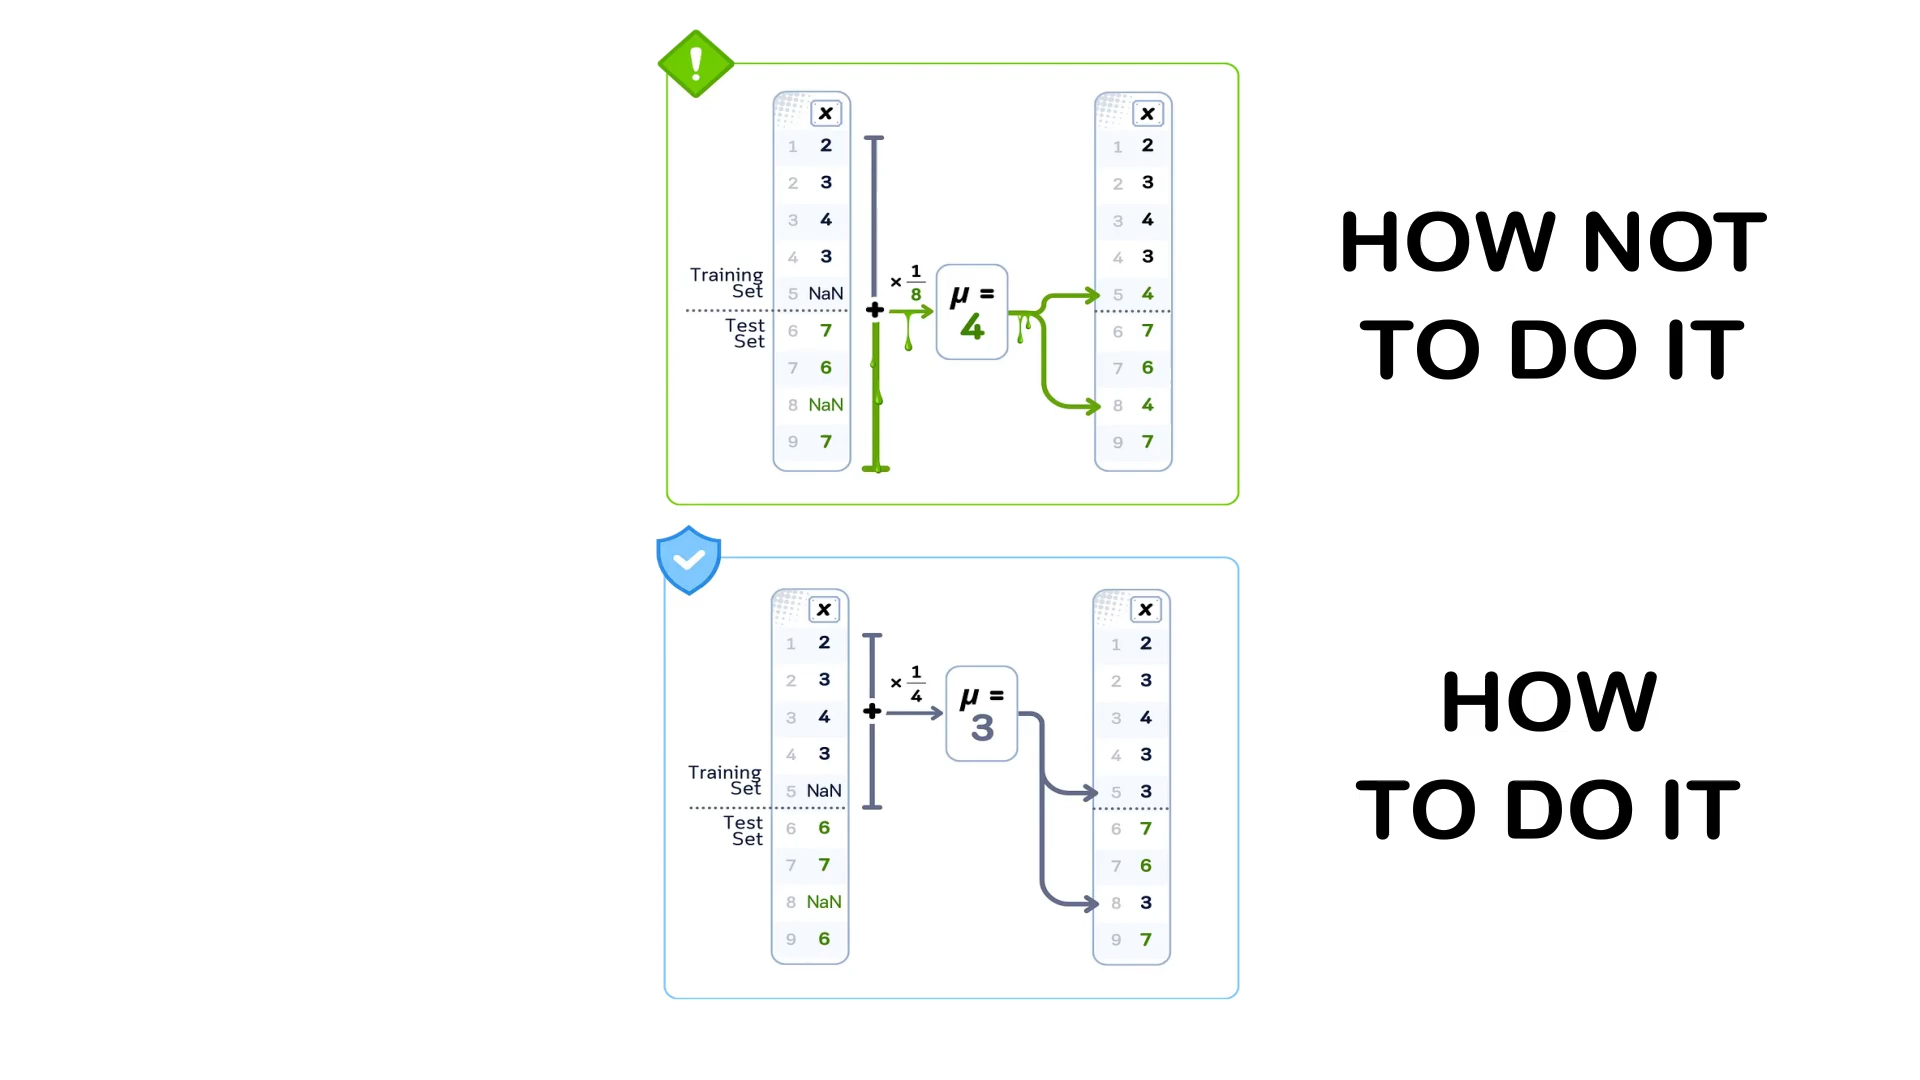 x
1 2
2 3
3 4
4 3
Training
Set
5 NaN
Test
Set
6 7
7 6
8 NaN
9 7
+
× 1/8
μ =
4
x
1 2
2 3
3 4
4 3
5 4
6 7
7 6
8 4
9 7
HOW NOT
TO DO IT
x
1 2
2 3
3 4
4 3
Training
Set
5 NaN
Test
Set
6 6
7 7
8 NaN
9 6
+
× 1/4
μ =
3
x
1 2
2 3
3 4
4 3
5 3
6 7
7 6
8 3
9 7
HOW
TO DO IT